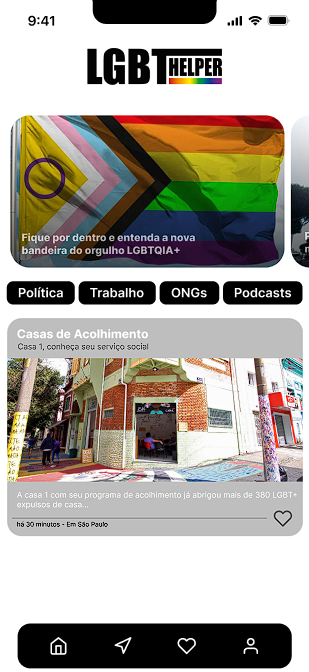 9:41
LGBTHELPER
Fique por dentro e entenda a nova
bandeira do orgulho LGBTQIA+
Política Trabalho ONGs Podcasts
Casas de Acolhimento
Casa 1, conheça seu serviço social
A casa 1 com seu programa de acolhimento já abrigou mais de 380 LGBT+
expulsos de casa...
há 30 minutos - Em São Paulo